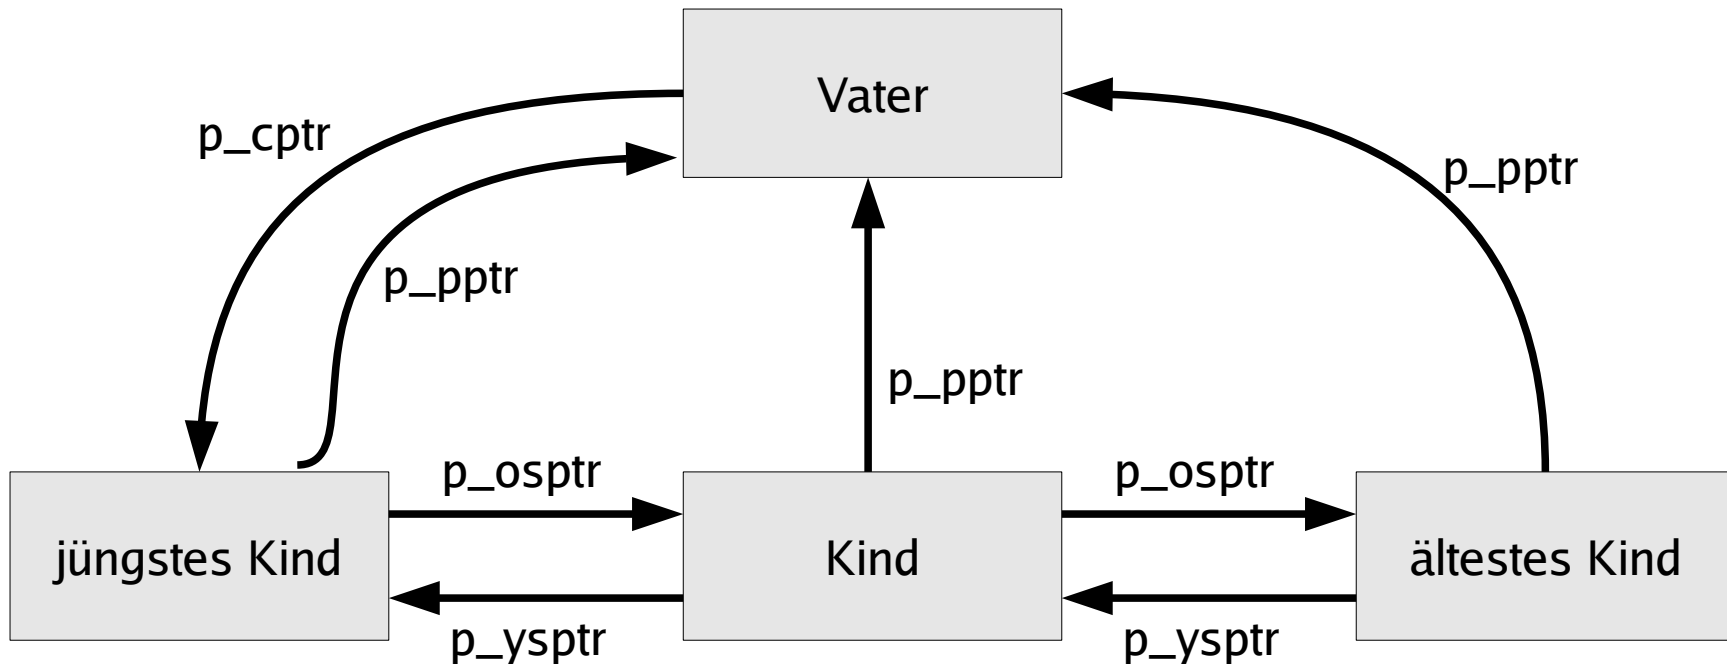 Vater
p_cptr
p_pptr
p_pptr
p_pptr
p_osptr
p_osptr
jüngstes Kind
Kind
ältestes Kind
p_ysptr
p_ysptr